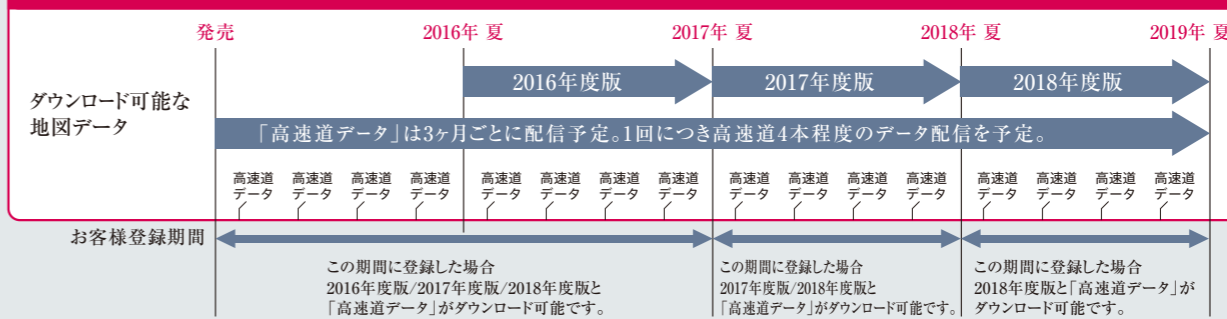 発売
2016年 夏
2017年 夏
2018年 夏
2019年 夏
ダウンロード可能な
地図データ
2016年度版
2017年度版
2018年度版
「高速道データ」は3ヶ月ごとに配信予定。1回につき高速道4本程度のデータ配信を予定。
高速道 高速道 高速道 高速道 高速道 高速道 高速道 高速道 高速道 高速道 高速道 高速道 高速道 高速道 高速道 高速道
データ データ データ データ データ データ データ データ データ データ データ データ データ データ データ データ
お客様登録期間
この期間に登録した場合
2016年度版/2017年度版/2018年度版と
「高速道データ」がダウンロード可能です。
この期間に登録した場合
2017年度版/2018年度版と
「高速道データ」がダウンロード可能です。
この期間に登録した場合
2018年度版と「高速道データ」が
ダウンロード可能です。